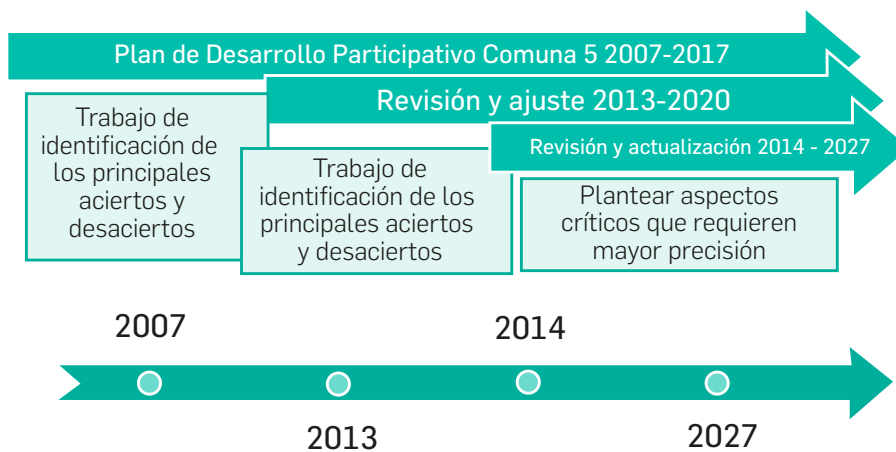 Plan de Desarrollo Participativo Comuna 5 2007-2017
Revisión y ajuste 2013-2020
Revisión y actualización 2014 - 2027
Trabajo de
identificación de
los principales
aciertos y
desaciertos
Trabajo de
identificación de los
principales aciertos
y desaciertos
Plantear aspectos
críticos que requieren
mayor precisión
2007
2014
2013
2027